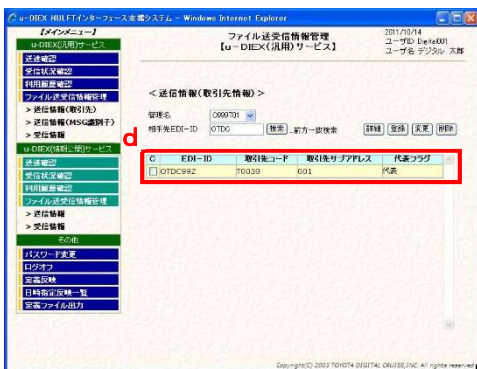 u-DIEX HULFTインターフェース支援システム - Windows Internet Explorer
[メインメニュー]
u-DIEX(汎用)サービス
送達確認
受信状況確認
利用履歴確認
ファイル送受信情報管理
> 送信情報(取引先)
> 送信情報(MSG識別子)
> 受信情報
u-DIEX(情報公開)サービス
送達確認
受信状況確認
利用履歴確認
ファイル送受信情報管理
> 送信情報
> 受信情報
その他
パスワード変更
ログオフ
定義反映
日時指定反映一覧
定義ファイル出力
ファイル送受信情報管理
【u-DIEX(汎用)サービス】
2011/10/14
ユーザID Digital001
ユーザ名 デジタル 太郎
<送信情報(取引先情報)>
管理名 C099T01
相手先EDI-ID OTDC 検索 ※前方一致検索 詳細 登録 変更 削除
d
C EDI-ID 取引先コード 取引先サブアドレス 代表フラグ
OTDC99Z T0030 001 代表
Copyright(C) 2003 TOYOTA DIGITAL CRUISE,INC. All rights reserved